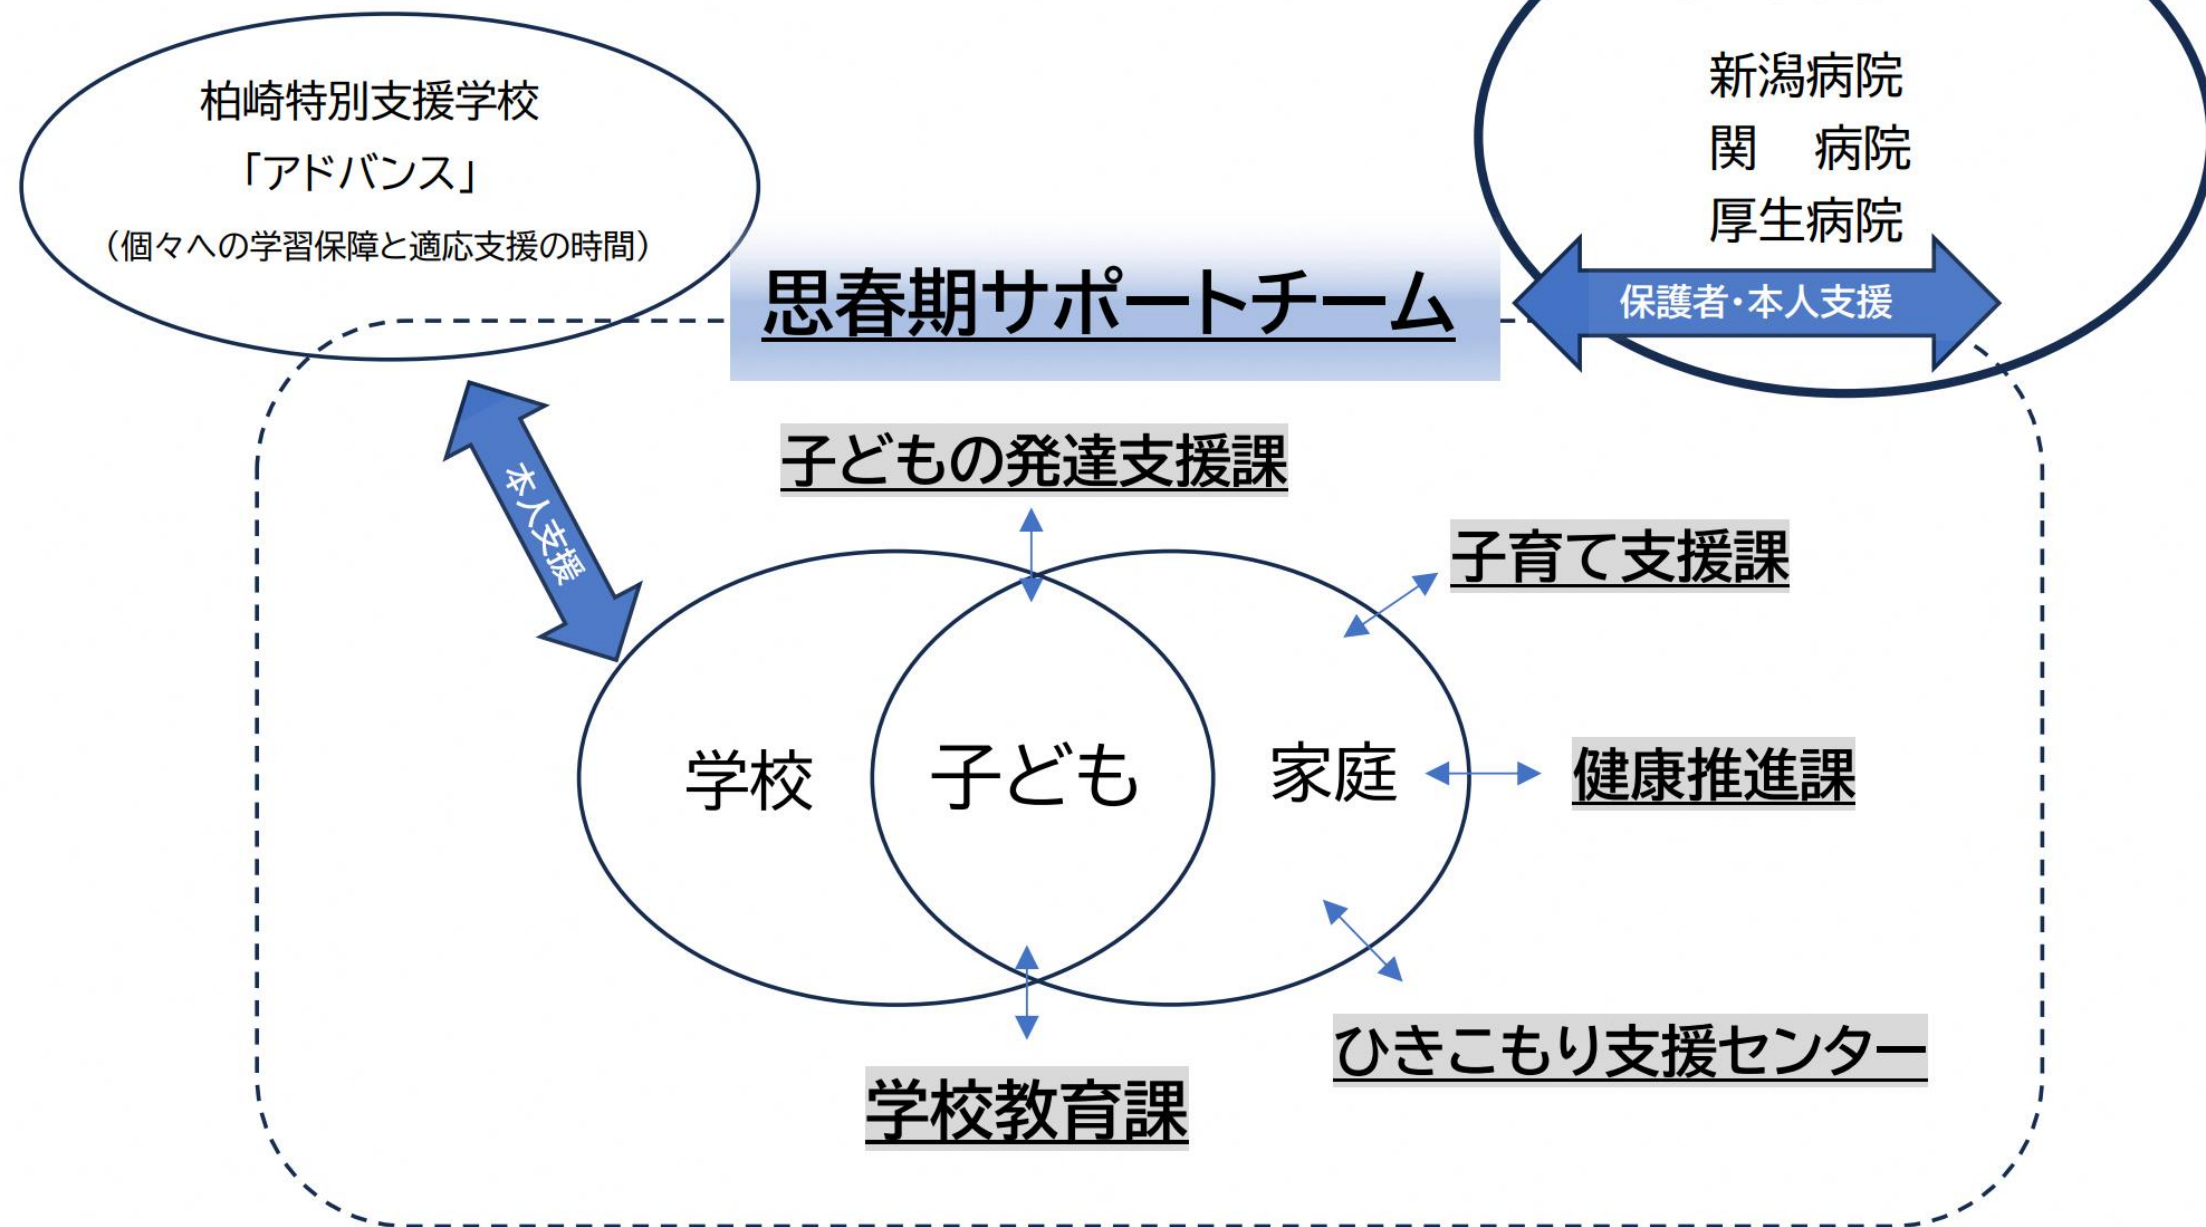 柏崎特別支援学校
「アドバンス」
（個々への学習保障と適応支援の時間）
新潟病院
関　病院
厚生病院
思春期サポートチーム
保護者・本人支援
本人支援
子どもの発達支援課
子育て支援課
学校
子ども
家庭
健康推進課
ひきこもり支援センター
学校教育課